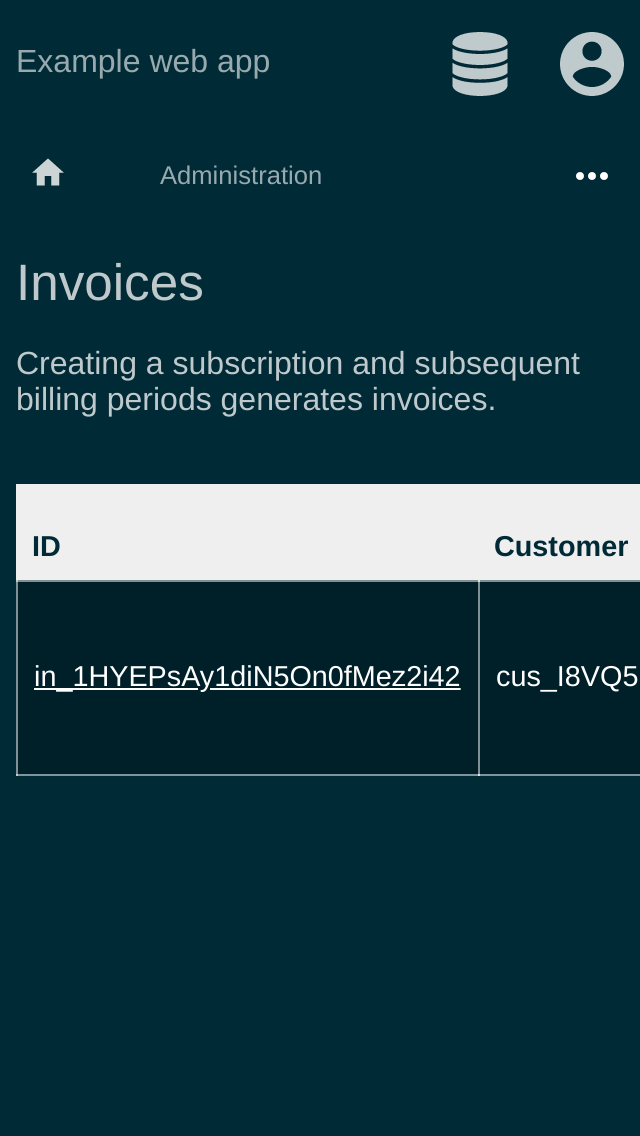 Example web app
Administration
Invoices
Creating a subscription and subsequent
billing periods generates invoices.
ID Customer
in_1HYEPsAy1diN5On0fMez2i42 cus_I8VQ5